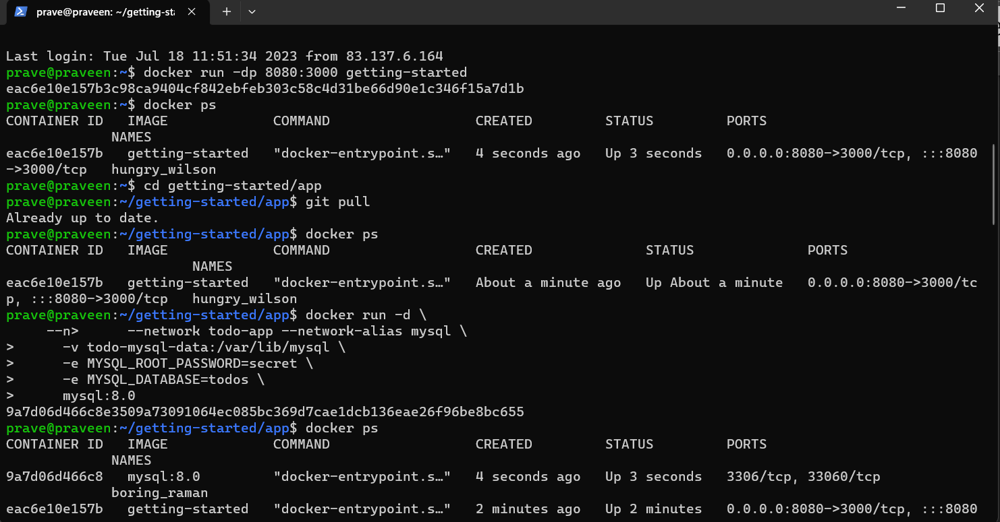 prave@praveen: ~/getting-sta
Last login: Tue Jul 18 11:51:34 2023 from 83.137.6.164
prave@praveen:~$ docker run -dp 8080:3000 getting-started
eac6e10e157b3c98ca9404cf842ebfeb303c58c4d31be66d90e1c346f15a7d1b
prave@praveen:~$ docker ps
CONTAINER ID   IMAGE             COMMAND                  CREATED         STATUS         PORTS
             NAMES
eac6e10e157b   getting-started   "docker-entrypoint.s…"   4 seconds ago   Up 3 seconds   0.0.0.0:8080->3000/tcp, :::8080
->3000/tcp   hungry_wilson
prave@praveen:~$ cd getting-started/app
prave@praveen:~/getting-started/app$ git pull
Already up to date.
prave@praveen:~/getting-started/app$ docker ps
CONTAINER ID   IMAGE             COMMAND                  CREATED              STATUS              PORTS
                       NAMES
eac6e10e157b   getting-started   "docker-entrypoint.s…"   About a minute ago   Up About a minute   0.0.0.0:8080->3000/tc
p, :::8080->3000/tcp   hungry_wilson
prave@praveen:~/getting-started/app$ docker run -d \
     --n>      --network todo-app --network-alias mysql \
>      -v todo-mysql-data:/var/lib/mysql \
>      -e MYSQL_ROOT_PASSWORD=secret \
>      -e MYSQL_DATABASE=todos \
>      mysql:8.0
9a7d06d466c8e3509a73091064ec085bc369d7cae1dcb136eae26f96be8bc655
prave@praveen:~/getting-started/app$ docker ps
CONTAINER ID   IMAGE             COMMAND                  CREATED         STATUS         PORTS
             NAMES
9a7d06d466c8   mysql:8.0         "docker-entrypoint.s…"   4 seconds ago   Up 3 seconds   3306/tcp, 33060/tcp
             boring_raman
eac6e10e157b   getting-started   "docker-entrypoint.s…"   2 minutes ago   Up 2 minutes   0.0.0.0:8080->3000/tcp, :::8080